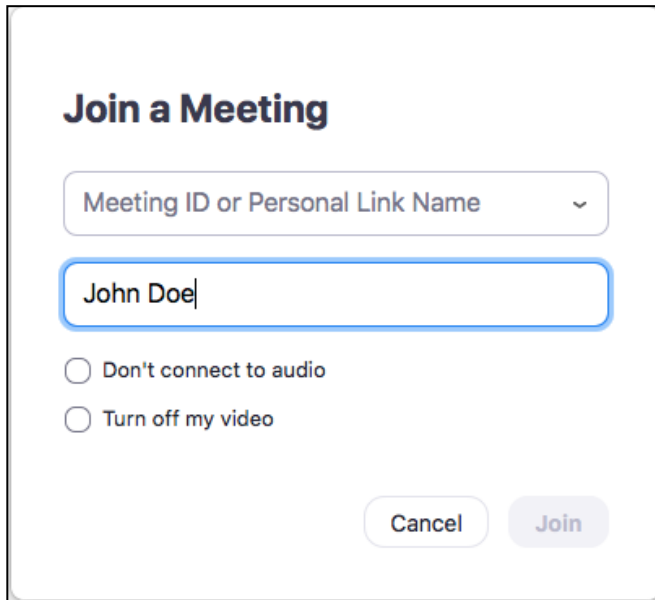 Join a Meeting
Meeting ID or Personal Link Name
John Doe
Don't connect to audio
Turn off my video
Cancel Join